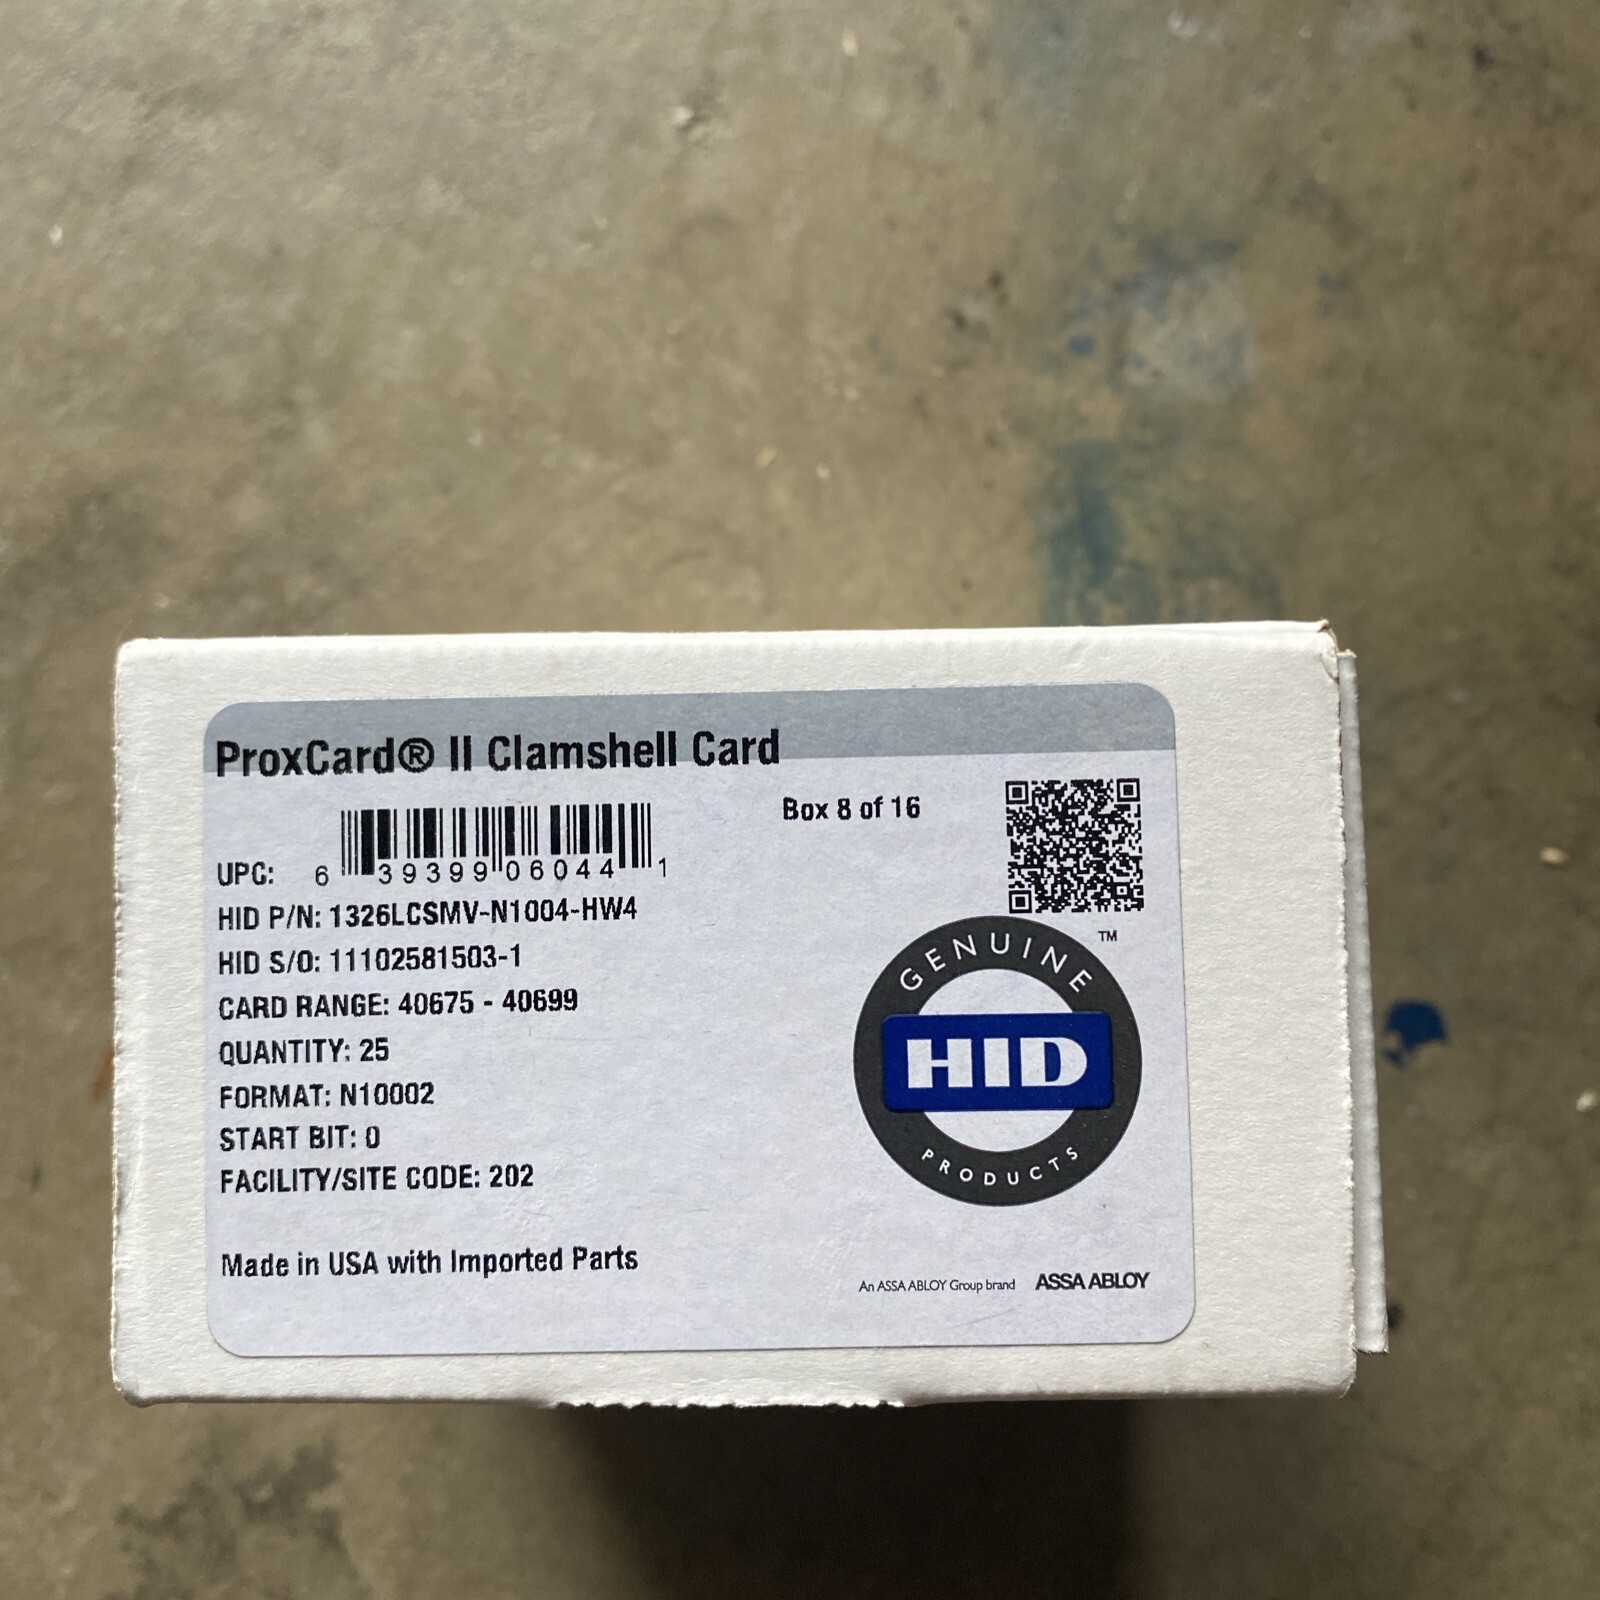 ProxCard® II Clamshell Card
Box 8 of 16
UPC: 6 39399 06044 1
HID P/N: 1326LCSMV-N1004-HW4
HID S/O: 11102581503-1
CARD RANGE: 40675 - 40699
QUANTITY: 25
FORMAT: N10002
START BIT: 0
FACILITY/SITE CODE: 202
Made in USA with Imported Parts
GENUINE
TM
HID
PRODUCTS
An ASSA ABLOY Group brand ASSA ABLOY